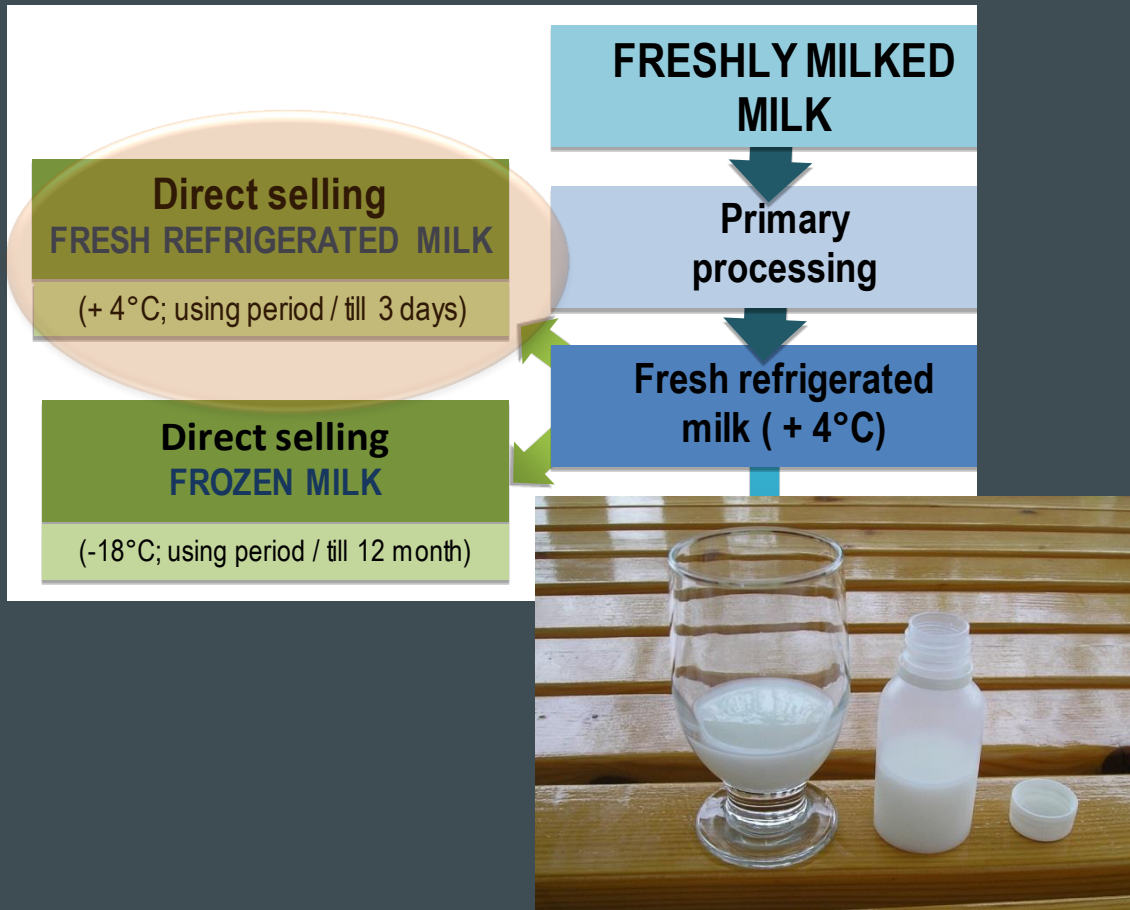 FRESHLY MILKED
MILK
Primary
processing
Fresh refrigerated
milk ( + 4°C)
Direct selling
FRESH REFRIGERATED MILK
(+ 4°C; using period / till 3 days)
Direct selling
FROZEN MILK
(-18°C; using period / till 12 month)